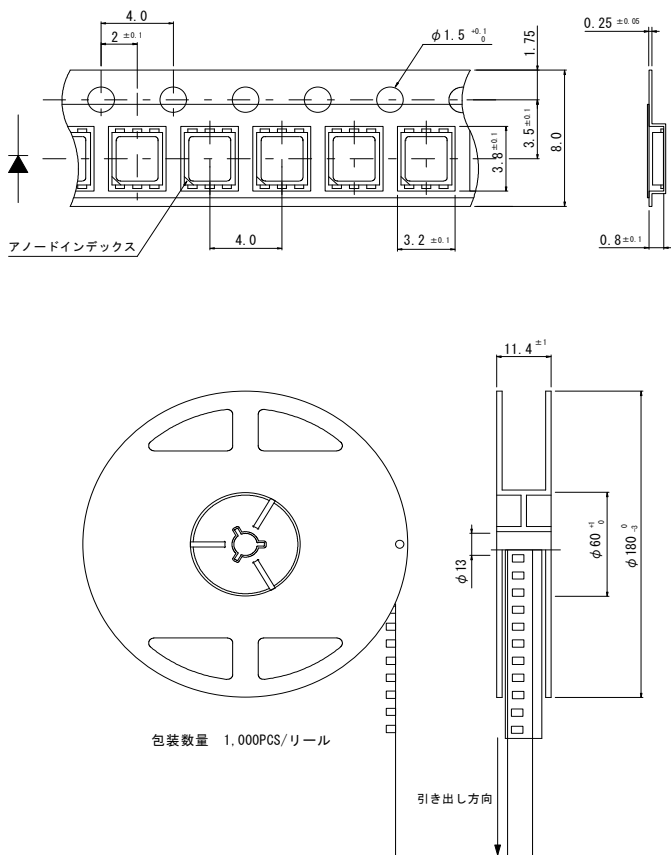 4.0
2 ±0.1
φ1.5 +0.1 0
1.75
0.25 ±0.05
3.5±0.1
8.0
3.8±0.1
アノードインデックス
4.0
3.2 ±0.1
0.8±0.1
11.4 ±1
φ13
φ60 +1 0
φ180 0 -3
包装数量 1,000PCS/リール
引き出し方向